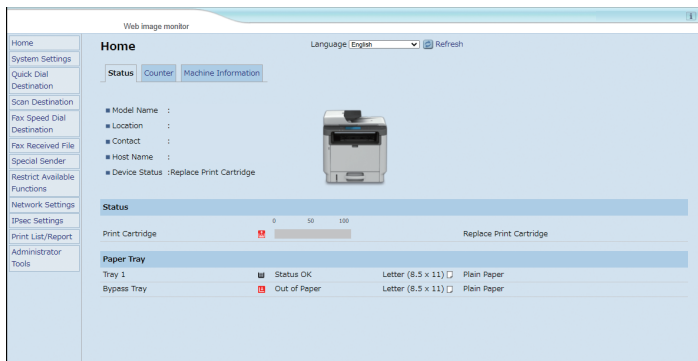 Web image monitor
Home
System Settings
Quick Dial
Destination
Scan Destination
Fax Speed Dial
Destination
Fax Received File
Special Sender
Restrict Available
Functions
Network Settings
IPsec Settings
Print List/Report
Administrator
Tools
Home
Language English Refresh
Status Counter Machine Information
Model Name :
Location :
Contact :
Host Name :
Device Status :Replace Print Cartridge
Status
0 50 100
Print Cartridge Replace Print Cartridge
Paper Tray
Tray 1 Status OK Letter (8.5 x 11) Plain Paper
Bypass Tray Out of Paper Letter (8.5 x 11) Plain Paper